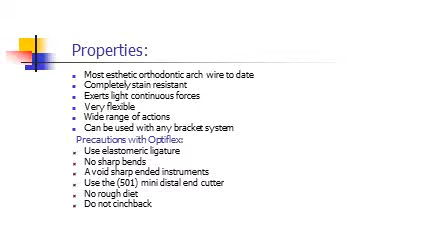 Properties:
Most esthetic orthodontic arch wire to date
Completely stain resistant
Exerts light continuous forces
Very flexible
Wide range of actions
Can be used with any bracket system
Precautions with Optiflex:
Use elastomeric ligature
No sharp bends
Avoid sharp ended instruments
Use the (501) mini distal end cutter
No rough diet
Do not cinchback